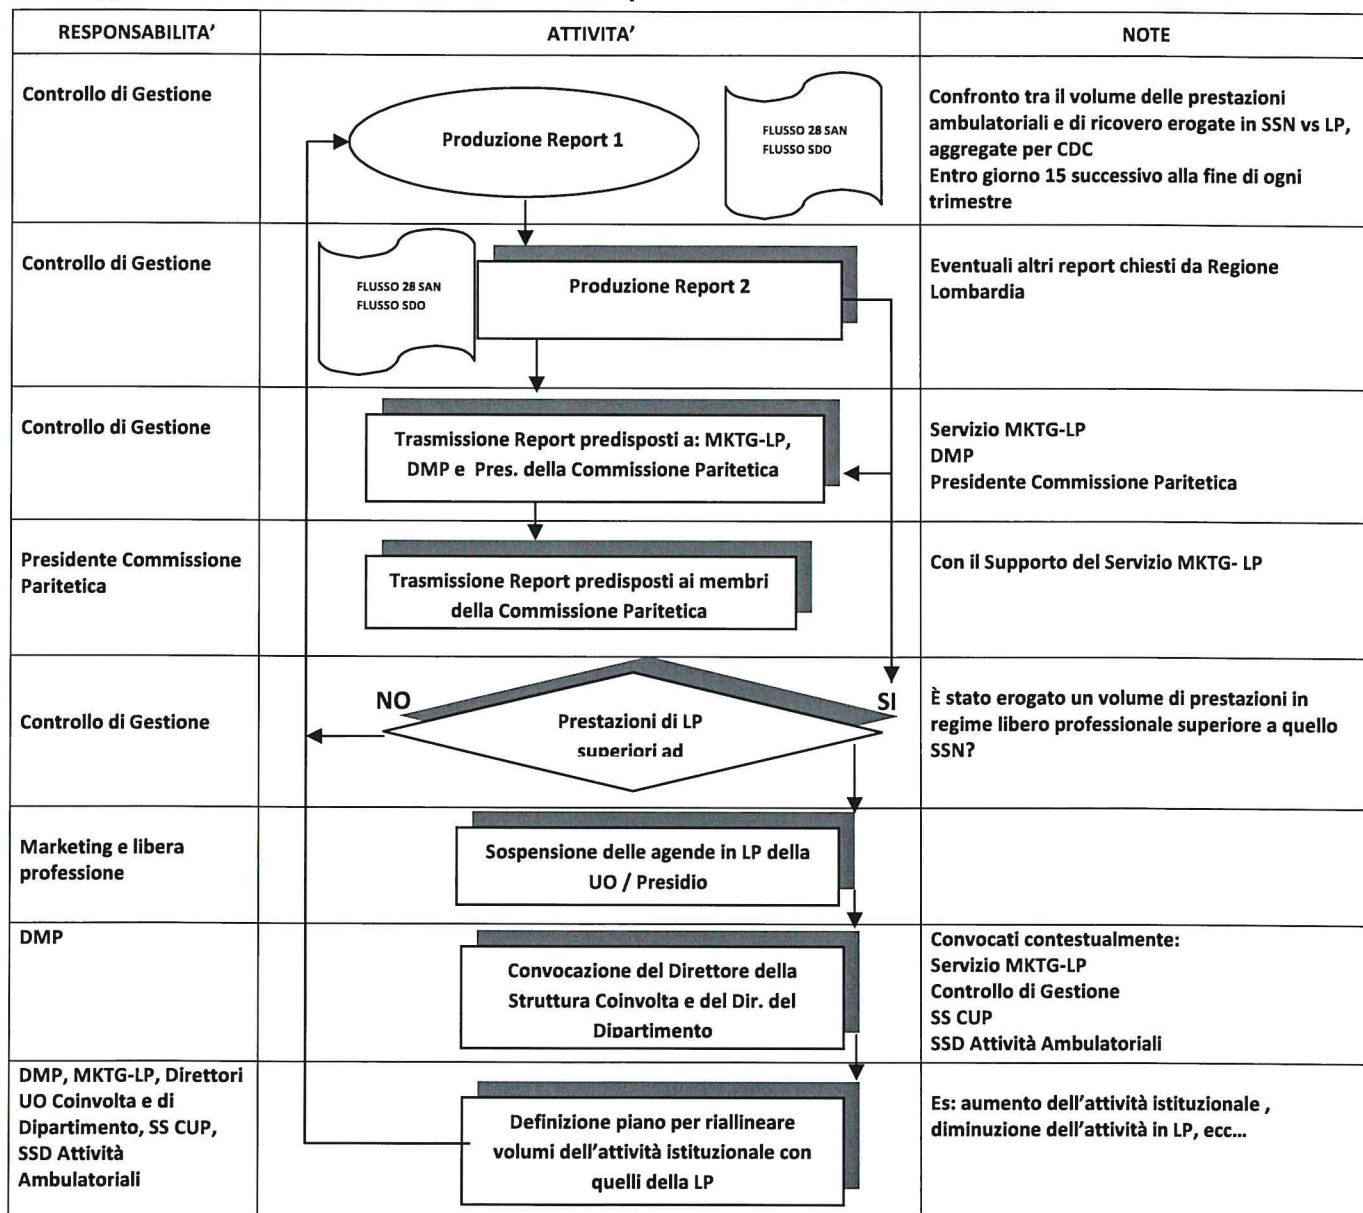 RESPONSABILITA’
ATTIVITA’
NOTE
Controllo di Gestione
Produzione Report 1
FLUSSO 28 SAN
FLUSSO SDO
Confronto tra il volume delle prestazioni
ambulatoriali e di ricovero erogate in SSN vs LP,
aggregate per CDC
Entro giorno 15 successivo alla fine di ogni
trimestre
Controllo di Gestione
FLUSSO 28 SAN
FLUSSO SDO
Produzione Report 2
Eventuali altri report chiesti da Regione
Lombardia
Controllo di Gestione
Trasmissione Report predisposti a: MKTG-LP,
DMP e Pres. della Commissione Paritetica
Servizio MKTG-LP
DMP
Presidente Commissione Paritetica
Presidente Commissione
Paritetica
Trasmissione Report predisposti ai membri
della Commissione Paritetica
Con il Supporto del Servizio MKTG- LP
Controllo di Gestione
NO
SI
Prestazioni di LP
superiori ad
È stato erogato un volume di prestazioni in
regime libero professionale superiore a quello
SSN?
Marketing e libera
professione
Sospensione delle agende in LP della
UO / Presidio
DMP
Convocazione del Direttore della
Struttura Coinvolta e del Dir. del
Dipartimento
Convocati contestualmente:
Servizio MKTG-LP
Controllo di Gestione
SS CUP
SSD Attività Ambulatoriali
DMP, MKTG-LP, Direttori
UO Coinvolta e di
Dipartimento, SS CUP,
SSD Attività
Ambulatoriali
Definizione piano per riallineare
volumi dell’attività istituzionale con
quelli della LP
Es: aumento dell’attività istituzionale ,
diminuzione dell’attività in LP, ecc...